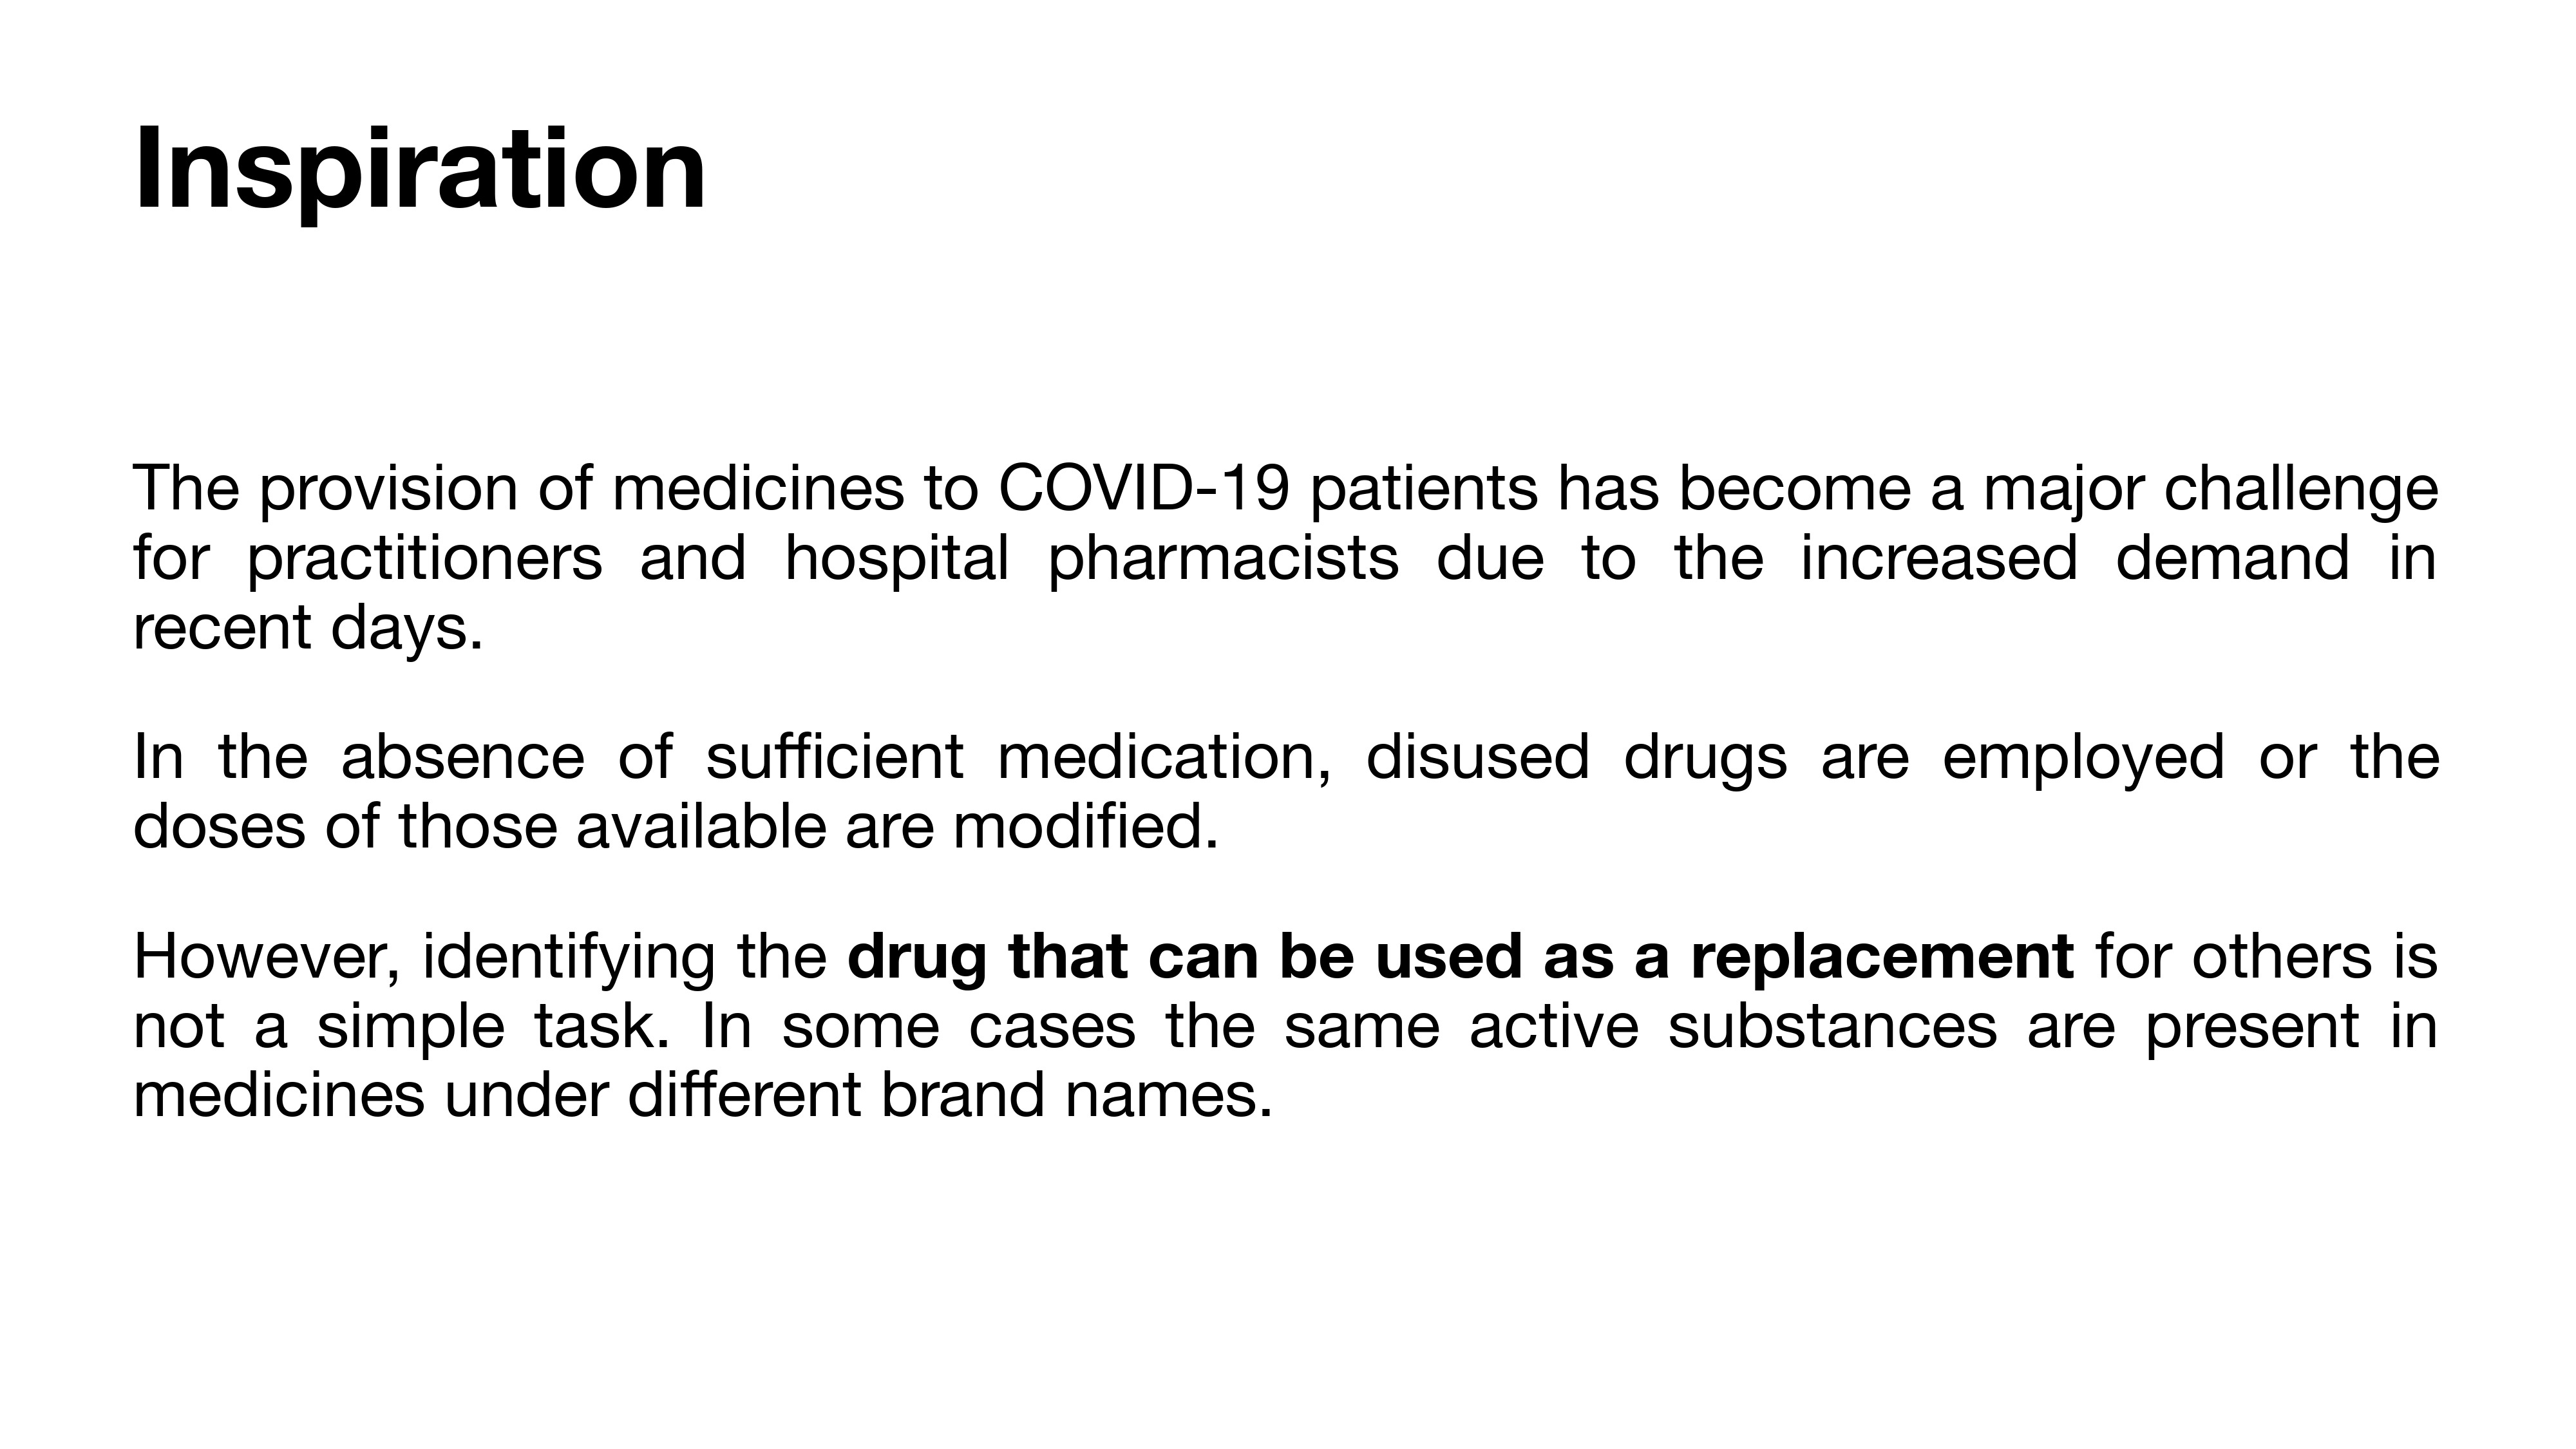 Inspiration
The provision of medicines to COVID-19 patients has become a major challenge
for practitioners and hospital pharmacists due to the increased demand in
recent days.
In the absence of sufficient medication, disused drugs are employed or the
doses of those available are modified.
However, identifying the drug that can be used as a replacement for others is
not a simple task. In some cases the same active substances are present in
medicines under different brand names.